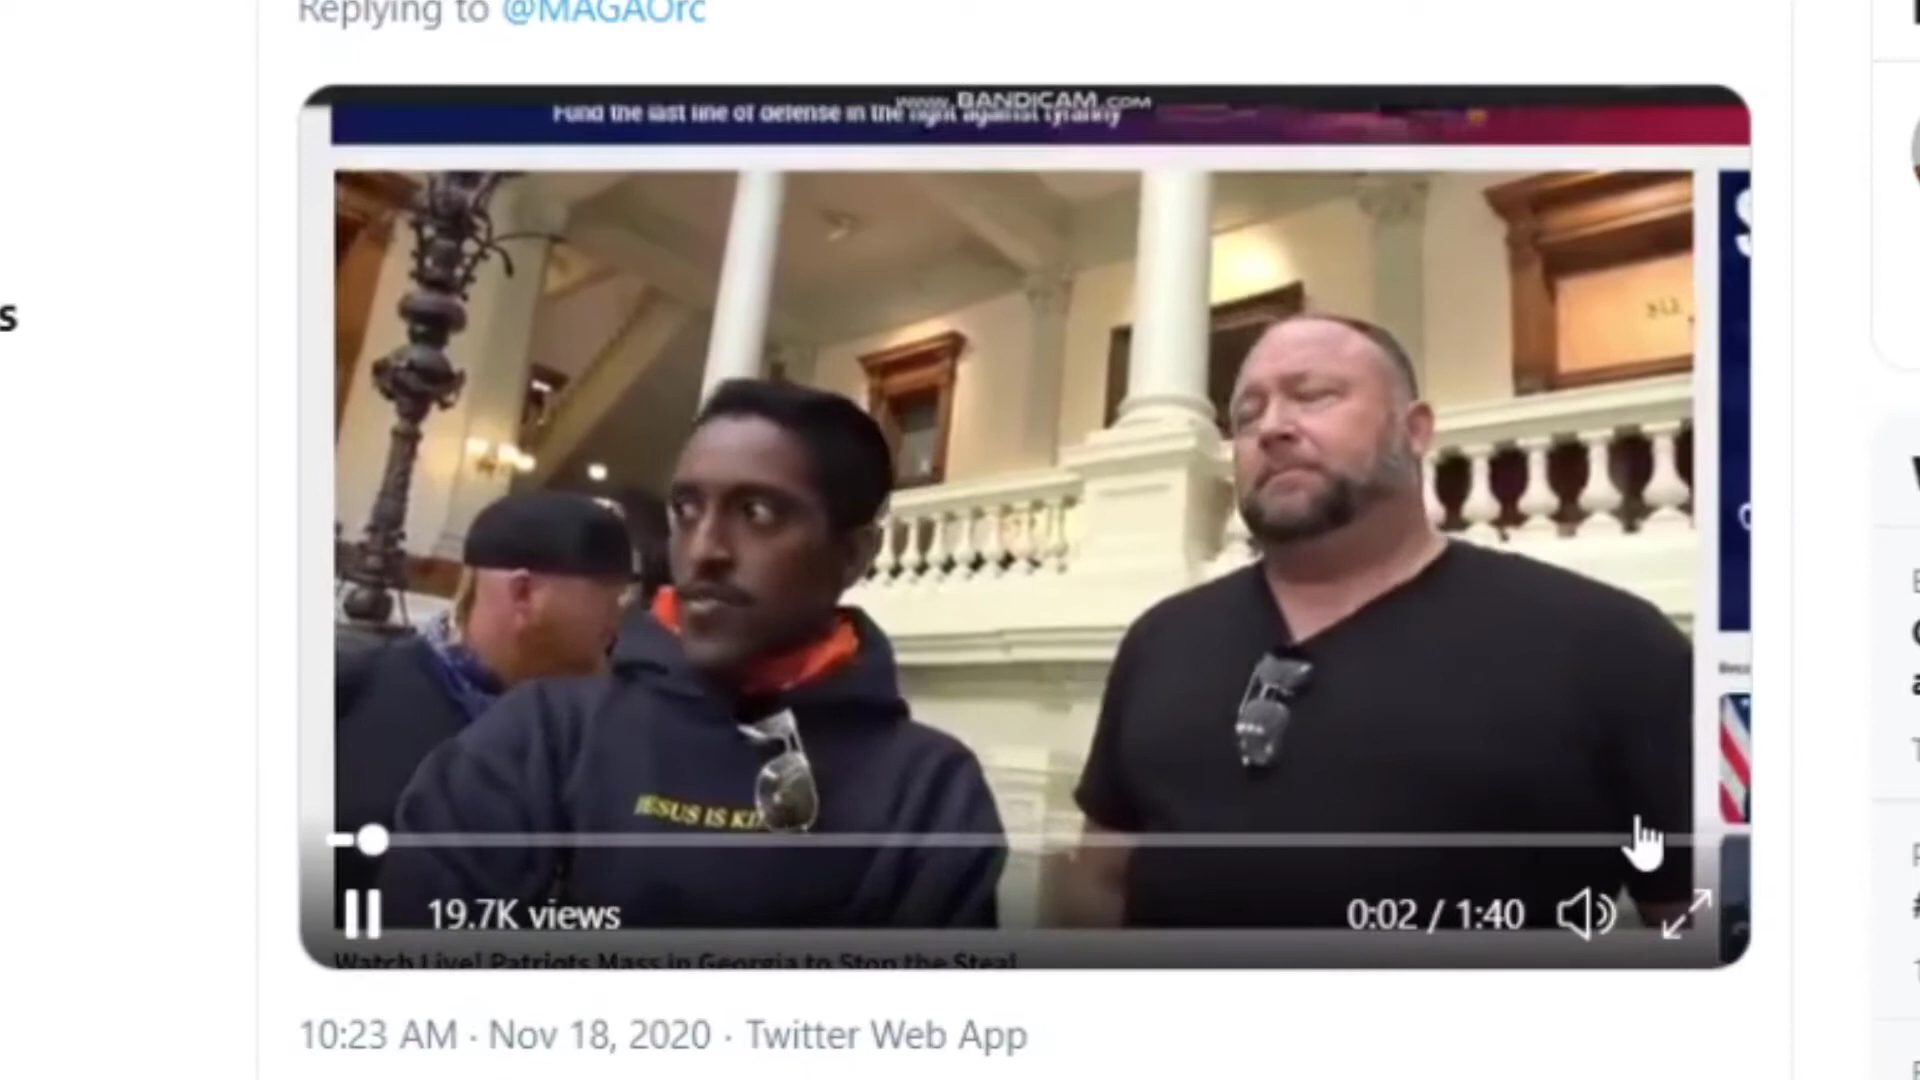 Replying to @MAGAOrc
www.BANDICAM.COM
Fund the last line of defense in the fight against tyranny
JESUS IS
19.7K views
0:02 / 1:40
Watch Live! Patriots Mass in Georgia to Stop the Steal
10:23 AM · Nov 18, 2020 · Twitter Web App